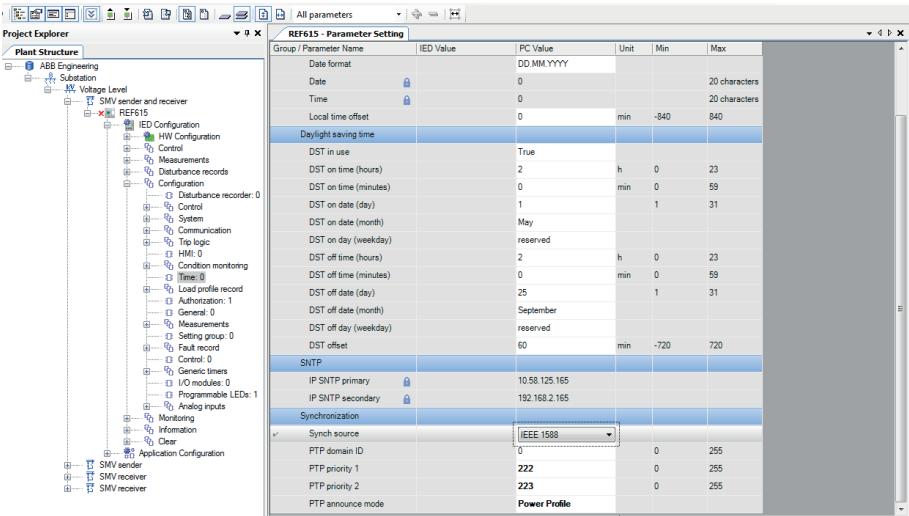 All parameters
Project Explorer
Plant Structure
ABB Engineering
Substation
Voltage Level
SMV sender and receiver
REF615
IED Configuration
HW Configuration
Control
Measurements
Disturbance records
Configuration
Disturbance recorder: 0
Control
System
Communication
Trip logic
HMI: 0
Condition monitoring
Time: 0
Load profile record
Authorization: 1
General: 0
Measurements
Setting group: 0
Fault record
Control: 0
Generic timers
I/O modules: 0
Programmable LEDs: 1
Analog inputs
Monitoring
Information
Clear
Application Configuration
SMV sender
SMV receiver
SMV receiver
REF615 - Parameter Setting
Group / Parameter Name IED Value PC Value Unit Min Max
Date format DD.MM.YYYY
Date 0 20 characters
Time 0 20 characters
Local time offset 0 min -840 840
Daylight saving time
DST in use True
DST on time (hours) 2 h 0 23
DST on time (minutes) 0 min 0 59
DST on date (day) 1 1 31
DST on date (month) May
DST on day (weekday) reserved
DST off time (hours) 2 h 0 23
DST off time (minutes) 0 min 0 59
DST off date (day) 25 1 31
DST off date (month) September
DST off day (weekday) reserved
DST offset 60 min -720 720
SNTP
IP SNTP primary 10.58.125.165
IP SNTP secondary 192.168.2.165
Synchronization
Synch source IEEE 1588
PTP domain ID 0 0 255
PTP priority 1 222 0 255
PTP priority 2 223 0 255
PTP announce mode Power Profile